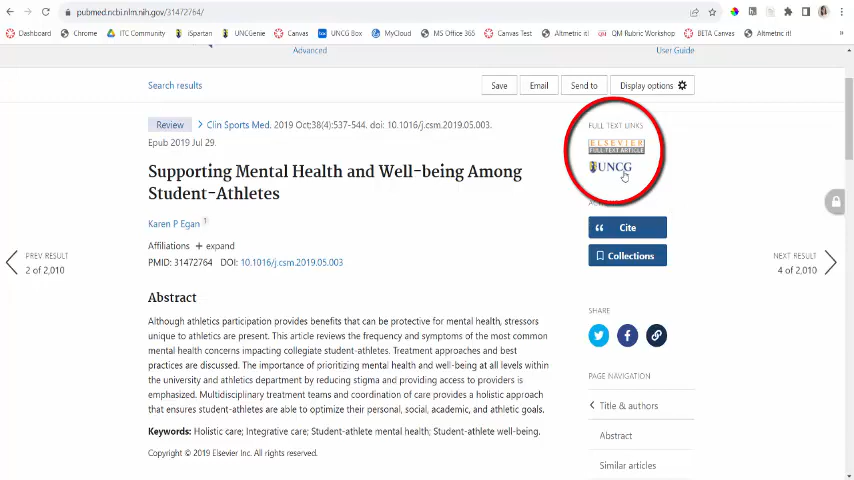 pubmed.ncbi.nlm.nih.gov/31472764/
Dashboard Chrome ITC Community iSpartan UNCGenie Canvas UNCG Box MyCloud MS Office 365 Canvas Test Altmetric it! QM Rubric Workshop BETA Canvas Altmetric it!
Advanced User Guide
Search results Save Email Send to Display options
Review Clin Sports Med. 2019 Oct;38(4):537-544. doi: 10.1016/j.csm.2019.05.003.
Epub 2019 Jul 29.
Supporting Mental Health and Well-being Among
Student-Athletes
Karen P Egan 1
Affiliations + expand
PMID: 31472764 DOI: 10.1016/j.csm.2019.05.003
PREV RESULT
2 of 2,010
Abstract
Although athletics participation provides benefits that can be protective for mental health, stressors
unique to athletics are present. This article reviews the frequency and symptoms of the most common
mental health concerns impacting collegiate student-athletes. Treatment approaches and best
practices are discussed. The importance of prioritizing mental health and well-being at all levels within
the university and athletics department by reducing stigma and providing access to providers is
emphasized. Multidisciplinary treatment teams and coordination of care provides a holistic approach
that ensures student-athletes are able to optimize their personal, social, academic, and athletic goals.
Keywords: Holistic care; Integrative care; Student-athlete mental health; Student-athlete well-being.
Copyright © 2019 Elsevier Inc. All rights reserved.
FULL TEXT LINKS
ELSEVIER
FULL-TEXT ARTICLE
UNCG
Cite
Collections
NEXT RESULT
4 of 2,010
SHARE
PAGE NAVIGATION
Title & authors
Abstract
Similar articles